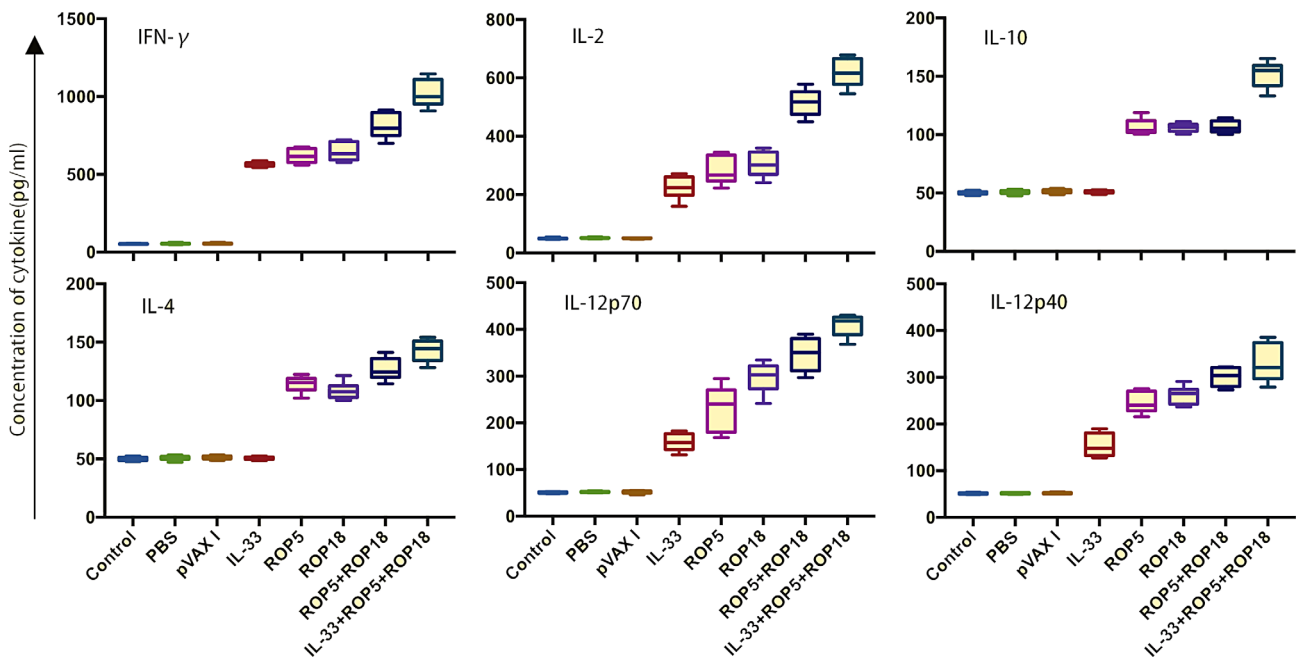 Concentration of cytokine(pg/ml)
IFN-γ
1500
1000
500
0
IL-2
800
600
400
200
0
IL-10
200
150
100
50
0
IL-4
200
150
100
50
0
IL-12p70
500
400
300
200
100
0
IL-12p40
500
400
300
200
100
0
Control
PBS
pVAX I
IL-33
ROP5
ROP18
ROP5+ROP18
IL-33+ROP5+ROP18
Control
PBS
pVAX I
IL-33
ROP5
ROP18
ROP5+ROP18
IL-33+ROP5+ROP18
Control
PBS
pVAX I
IL-33
ROP5
ROP18
ROP5+ROP18
IL-33+ROP5+ROP18